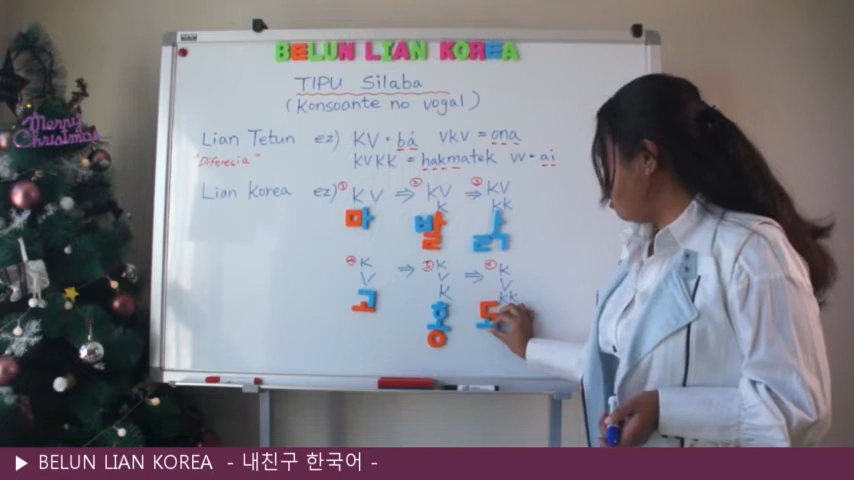 BELUN LIAN KOREA
TIPU Silaba
(Konsoante no vogal)
Merry Christmas
Lian Tetun ez) KV = bá VKV = ona
"Diferesia" KVKK = hakmatek VV = ai
Lian Korea ez) ① KV ⇒ ② KV ⇒ ③ KV
K KK
마 발 닭
④ K ⇒ ⑤ K ⇒ ⑥ K
V V V
K KK
고 홍 도
▶ BELUN LIAN KOREA - 내친구 한국어 -